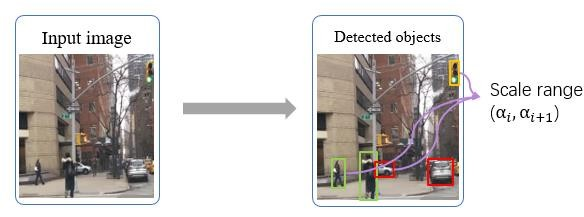 Input image
Detected objects
Scale range
(αᵢ, αᵢ₊₁)